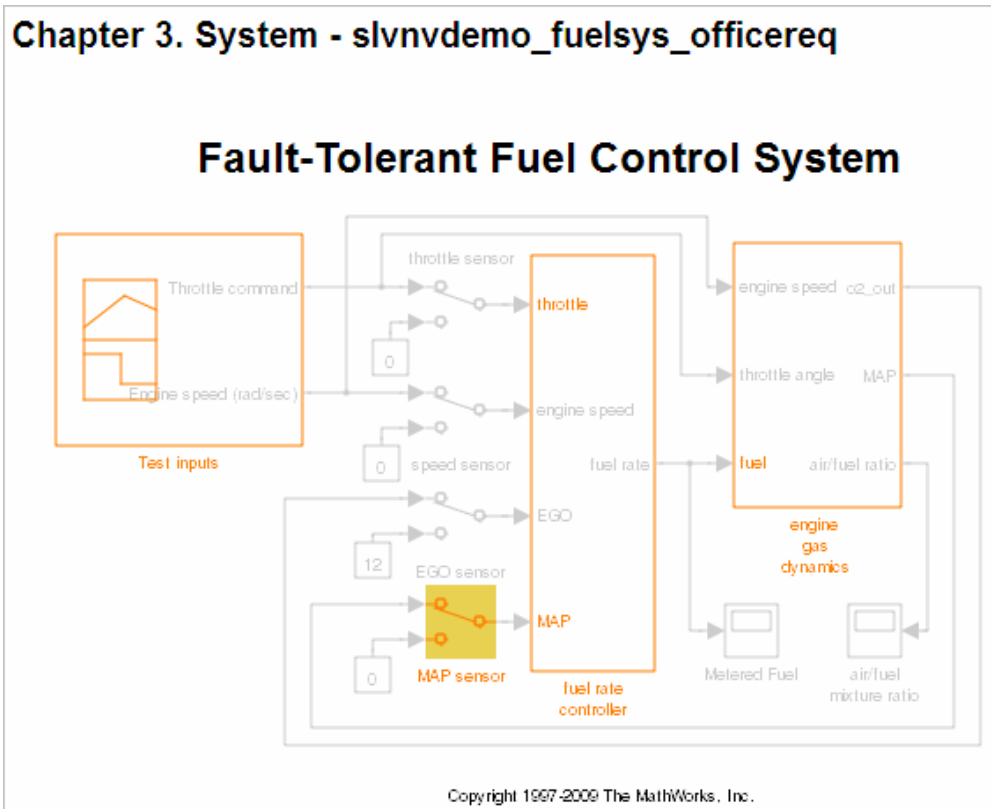 Chapter 3. System - slvnvdemo_fuelsys_officereq
Fault-Tolerant Fuel Control System
Throttle command
Engine speed (rad/sec)
Test inputs
throttle sensor
0
0
speed sensor
12
EGO sensor
0
MAP sensor
throttle
engine speed
fuel rate
EGO
MAP
fuel rate
controller
engine speed
o2_out
throttle angle
MAP
fuel
air/fuel ratio
engine
gas
dynamics
Metered Fuel
air/fuel
mixture ratio
Copyright 1997-2009 The MathWorks, Inc.